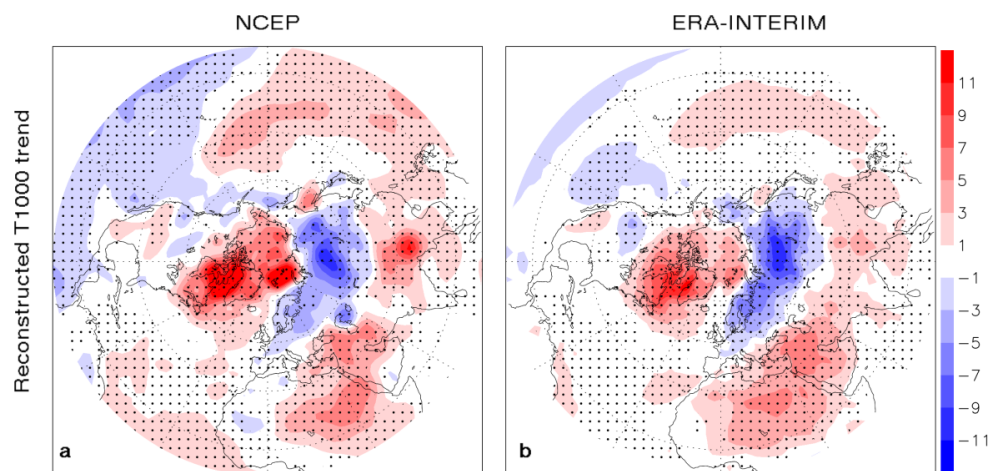 NCEP
ERA-INTERIM
Reconstructed T1000 trend
a
b
11
9
7
5
3
1
−1
−3
−5
−7
−9
−11